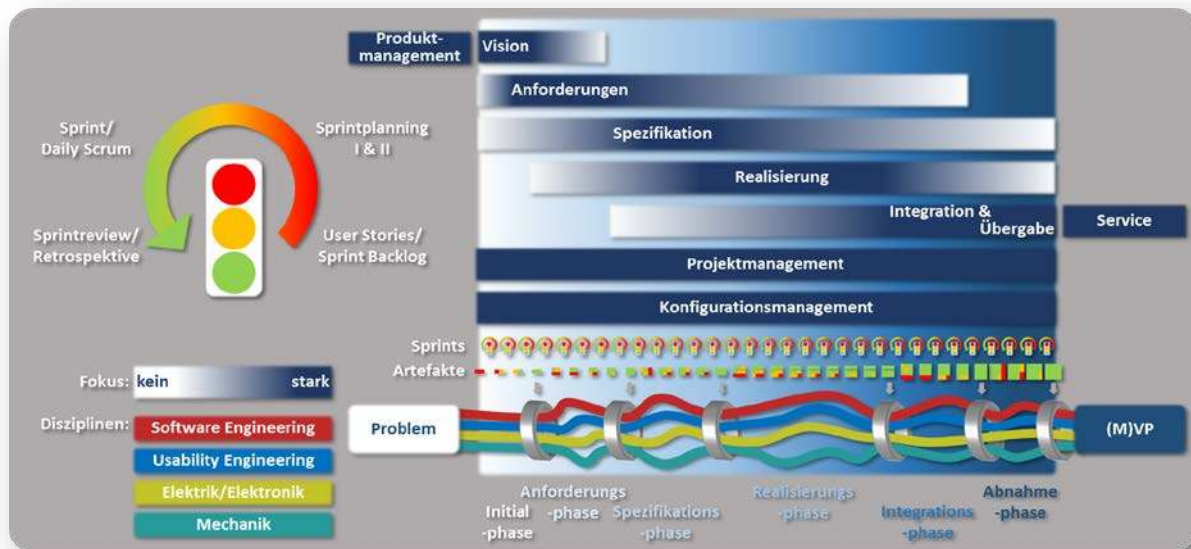 Produkt-
management
Vision
Anforderungen
Sprint/
Daily Scrum
Sprintplanning
I & II
Spezifikation
Realisierung
Sprintreview/
Retrospektive
User Stories/
Sprint Backlog
Integration &
Übergabe
Service
Projektmanagement
Konfigurationsmanagement
Sprints
Artefakte
Fokus:
kein
stark
Disziplinen:
Software Engineering
Usability Engineering
Elektrik/Elektronik
Mechanik
Problem
(M)VP
Initial
-phase
Anforderungs
-phase
Spezifikations
-phase
Realisierungs
-phase
Integrations
-phase
Abnahme
-phase